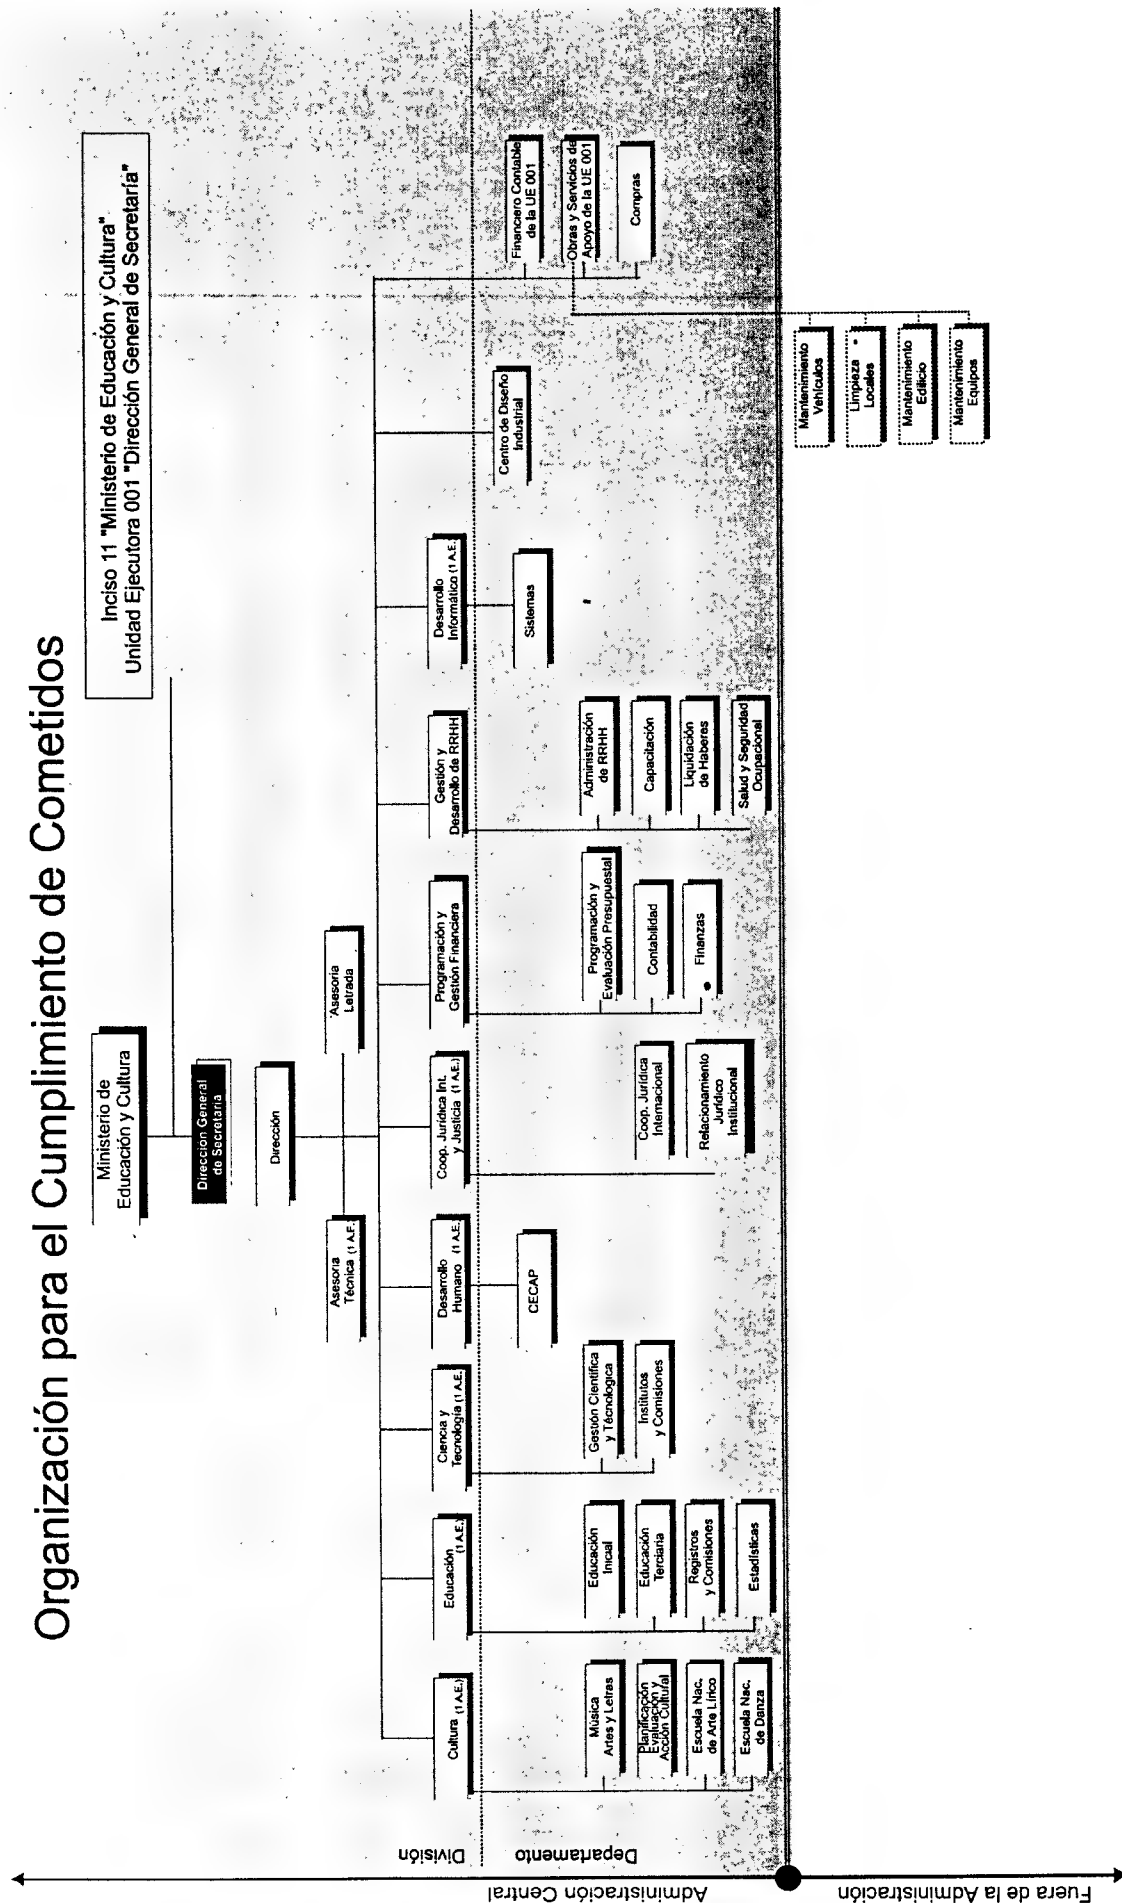 Organización para el Cumplimiento de Cometidos
Inciso 11 "Ministerio de Educación y Cultura"
Unidad Ejecutora 001 "Dirección General de Secretaría"
Ministerio de
Educación y Cultura
Dirección General
de Secretaría
Dirección
Asesoria
Técnica (1 A.E.)
Asesoria
Letrada
División
Cultura (1 A.E.)
Educación
(1 A.E.)
Ciencia y
Tecnología (1 A.E.)
Desarrollo
Humano (1 A.E.)
Coop. Jurídica Int.
y Justicia (1 A.E.)
Programación y
Gestión Financiera
Gestión y
Desarrollo de RRHH
Desarrollo
Informático (1 A.E.)
Departamento
Música
Artes y Letras
Planificación
Evaluación y
Acción Cultural
Escuela Nac.
de Arte Lírico
Escuela Nac.
de Danza
Educación
Inicial
Educación
Terciaria
Registros
y Comisiones
Estadísticas
Gestión Científica
y Técnologica
Institutos
y Comisiones
CECAP
Coop. Jurídica
Internacional
Relacionamiento
Jurídico
Institucional
Programación y
Evaluación Presupuestal
Contabilidad
Finanzas
Administración
de RRHH
Capacitación
Liquidación
de Haberes
Salud y Seguridad
Ocupacional
Sistemas
Centro de Diseño
Industrial
Financiero Contable
de la UE 001
Obras y Servicios de
Apoyo de la UE 001
Compras
Administración Central
Fuera de la Administración
Mantenimiento
Vehículos
Limpieza
Locales
Mantenimiento
Edilicio
Mantenimiento
Equipos